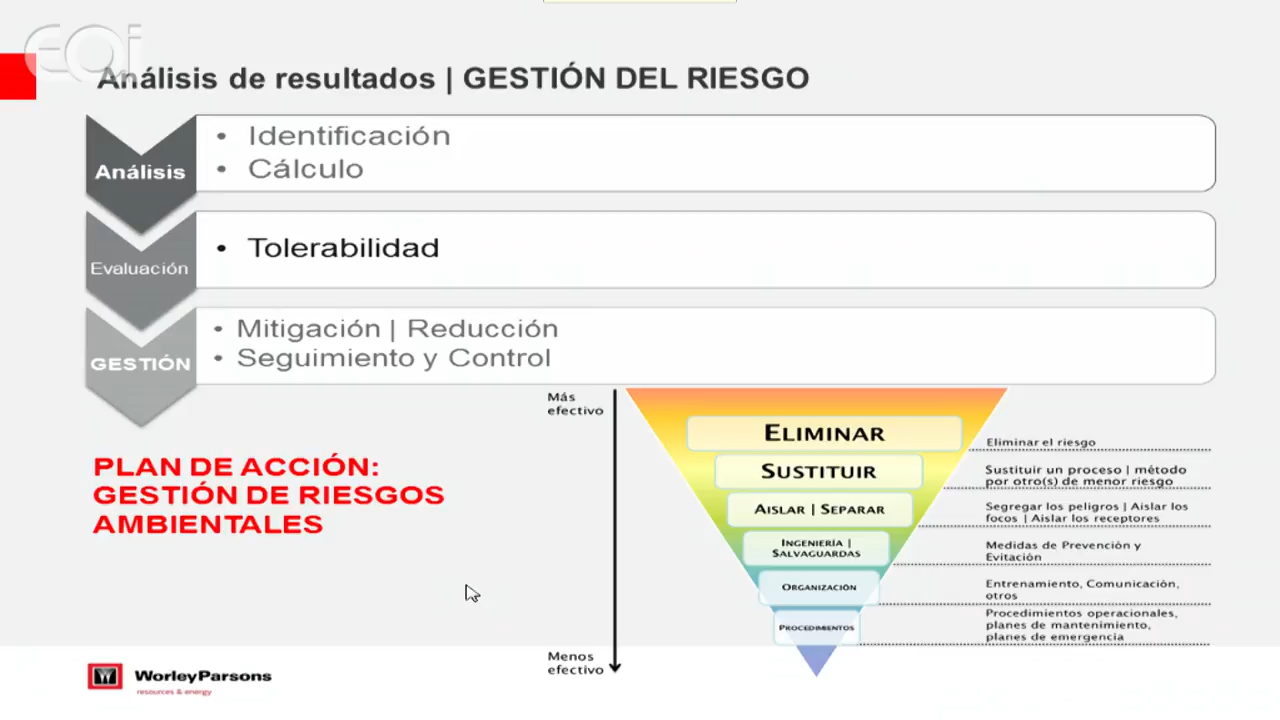 EOi
Análisis de resultados | GESTIÓN DEL RIESGO
Análisis
• Identificación
• Cálculo
Evaluación
• Tolerabilidad
GESTIÓN
• Mitigación | Reducción
• Seguimiento y Control
PLAN DE ACCIÓN:
GESTIÓN DE RIESGOS
AMBIENTALES
Más
efectivo
Menos
efectivo
ELIMINAR
Eliminar el riesgo
SUSTITUIR
Sustituir un proceso | método
por otro(s) de menor riesgo
AISLAR | SEPARAR
Segregar los peligros | Aislar los
focos | Aislar los receptores
INGENIERÍA |
SALVAGUARDAS
Medidas de Prevención y
Evitación
ORGANIZACIÓN
Entrenamiento, Comunicación,
otros
PROCEDIMIENTOS
Procedimientos operacionales,
planes de mantenimiento,
planes de emergencia
WorleyParsons
resources & energy